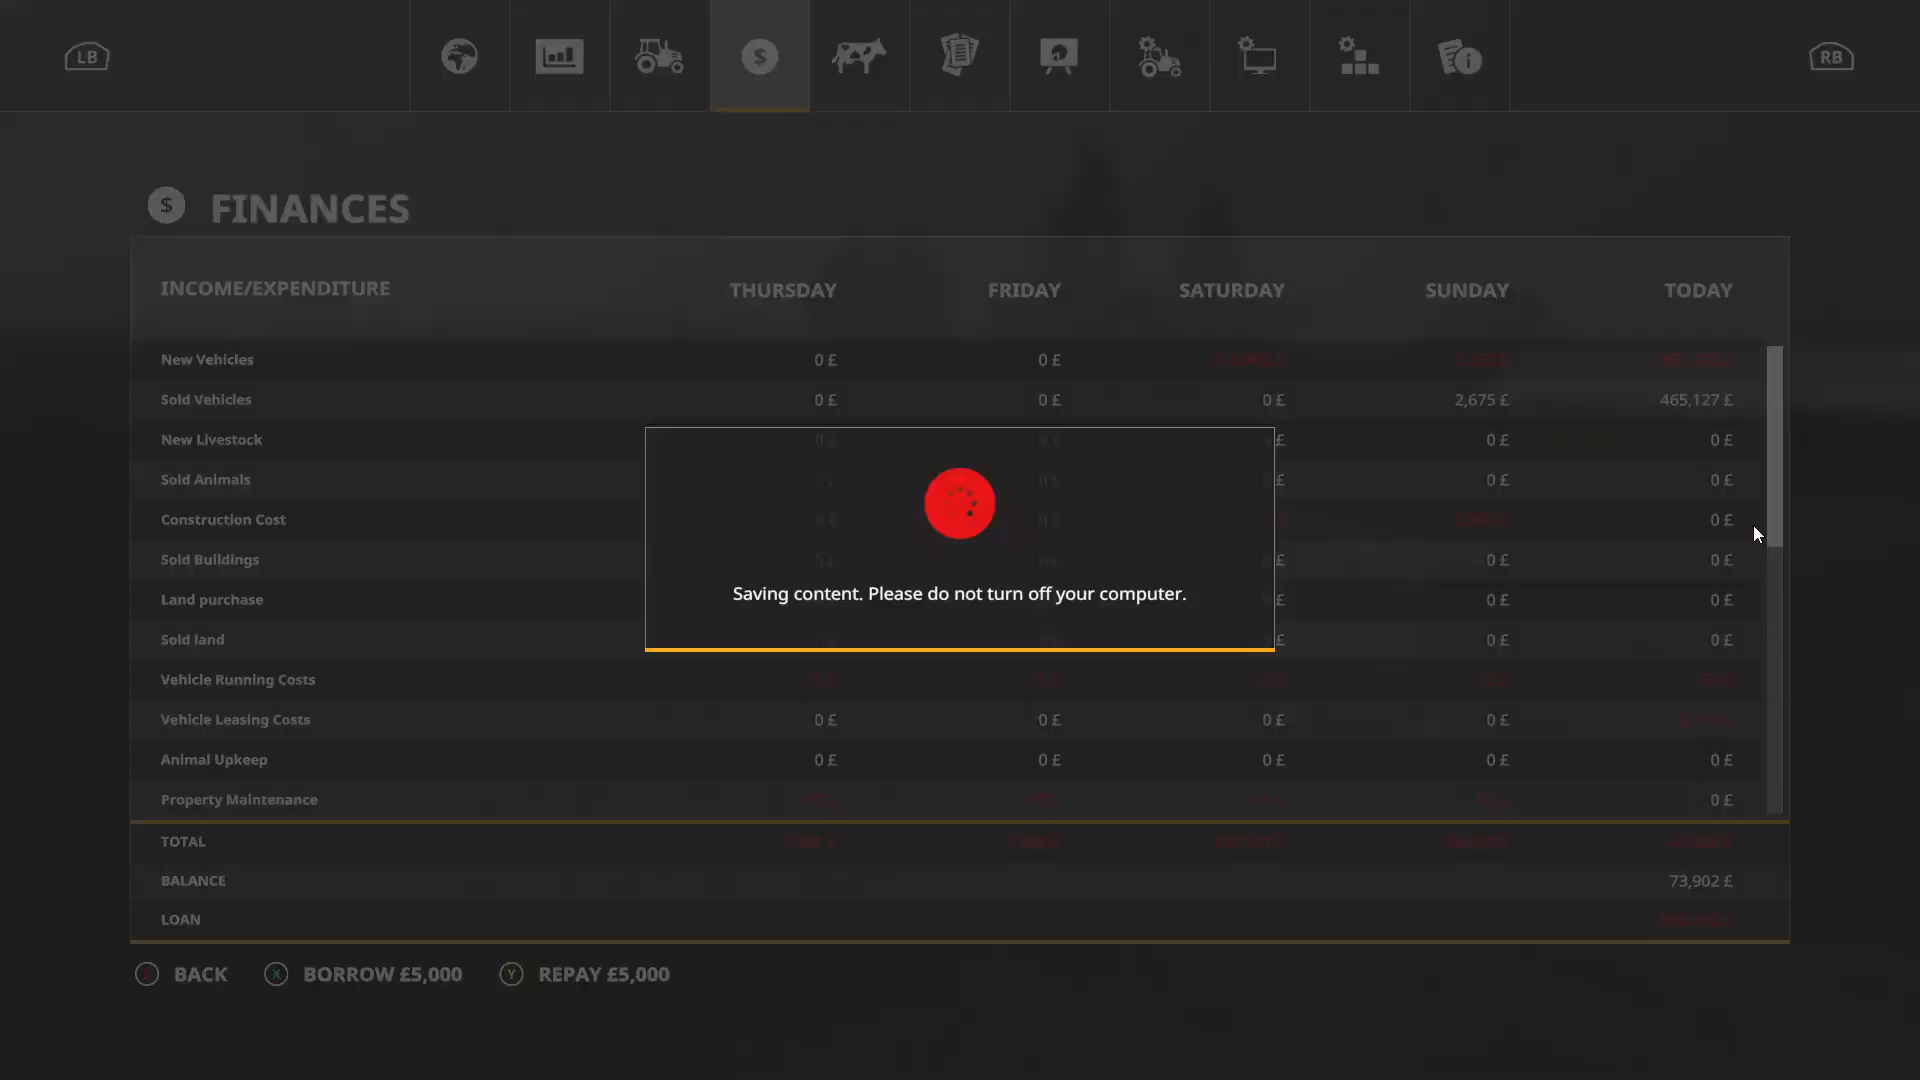 LB RB
FINANCES
INCOME/EXPENDITURE THURSDAY FRIDAY SATURDAY SUNDAY TODAY
New Vehicles 0 £ 0 £
Sold Vehicles 0 £ 0 £ 0 £ 2,675 £ 465,127 £
New Livestock £ 0 £ 0 £
Sold Animals £ 0 £ 0 £
Construction Cost 0 £
Sold Buildings £ 0 £ 0 £
Land purchase £ 0 £ 0 £
Sold land £ 0 £ 0 £
Saving content. Please do not turn off your computer.
Vehicle Running Costs
Vehicle Leasing Costs 0 £ 0 £ 0 £ 0 £
Animal Upkeep 0 £ 0 £ 0 £ 0 £ 0 £
Property Maintenance 0 £
TOTAL
BALANCE 73,902 £
LOAN
BACK X BORROW £5,000 Y REPAY £5,000